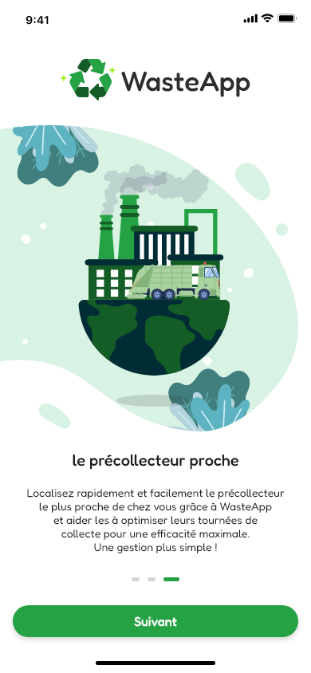 9:41
WasteApp
le précollecteur proche
Localisez rapidement et facilement le précollecteur
le plus proche de chez vous grâce à WasteApp
et aider les à optimiser leurs tournées de
collecte pour une efficacité maximale.
Une gestion plus simple !
Suivant